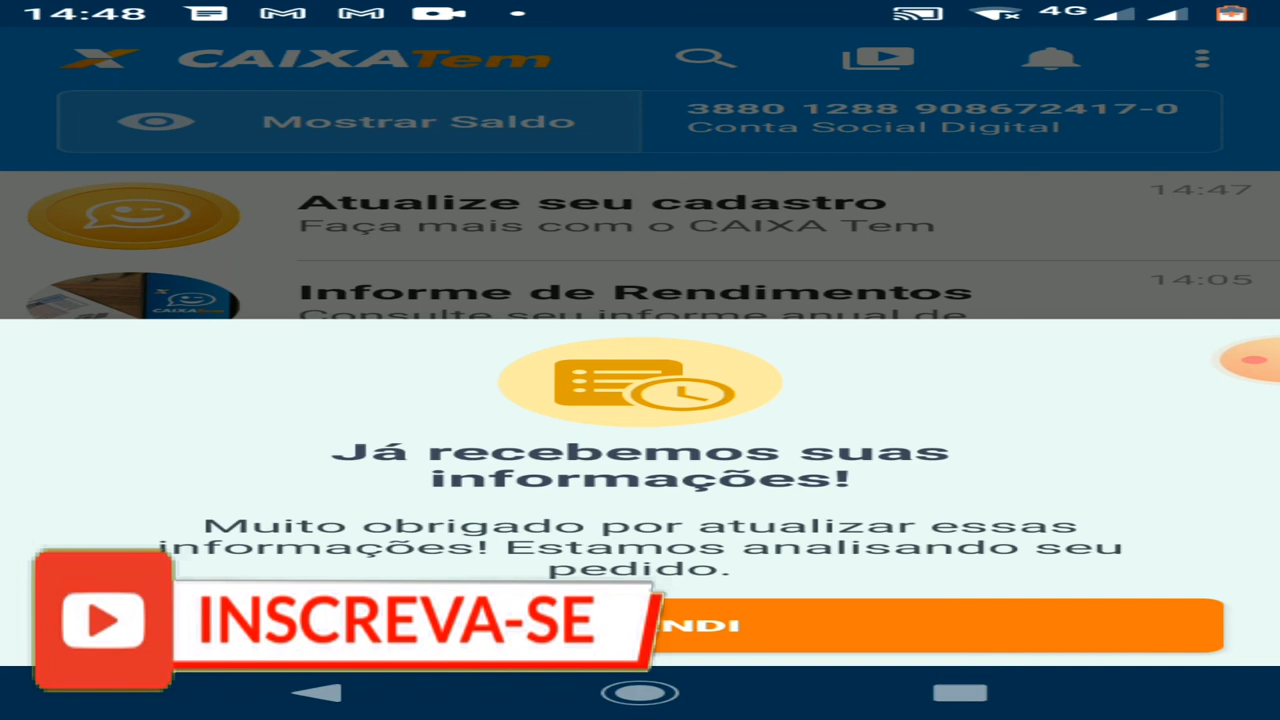 14:48
4G
CAIXATem
Mostrar Saldo
3880 1288 908672417-0
Conta Social Digital
Atualize seu cadastro
14:47
Faça mais com o CAIXA Tem
Informe de Rendimentos
14:05
Consulte seu informe anual de
CAIXATem
Já recebemos suas
informações!
Muito obrigado por atualizar essas
informações! Estamos analisando seu
pedido.
INSCREVA-SE
NDI